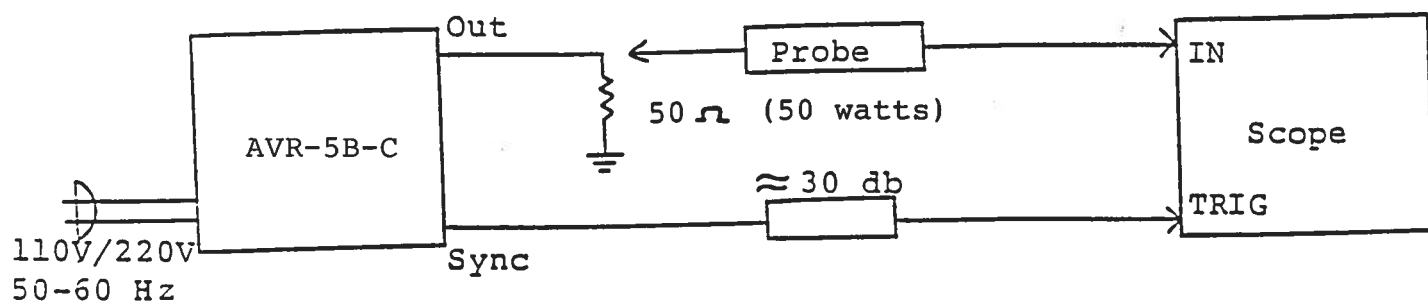 Out
Probe
IN
50 Ω (50 watts)
AVR-5B-C
Scope
≈ 30 db
TRIG
110V/220V
Sync
50-60 Hz